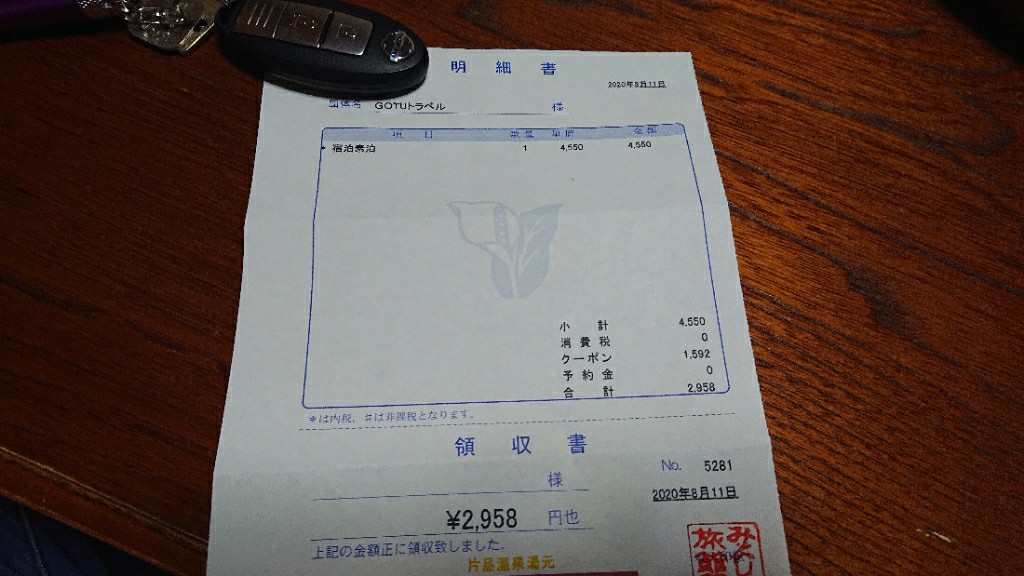 明 細 書
2020年8月11日
団体名 GOTUトラベル 様
項 目 数量 単価 金額
* 宿泊素泊 1 4,550 4,550
小 計 4,550
消 費 税 0
クーポン 1,592
予 約 金 0
合 計 2,958
*は内税、#は非課税となります。
領 収 書
No. 5281
様
2020年8月11日
¥2,958 円也
上記の金額正に領収致しました。
片品温泉湯元
旅館